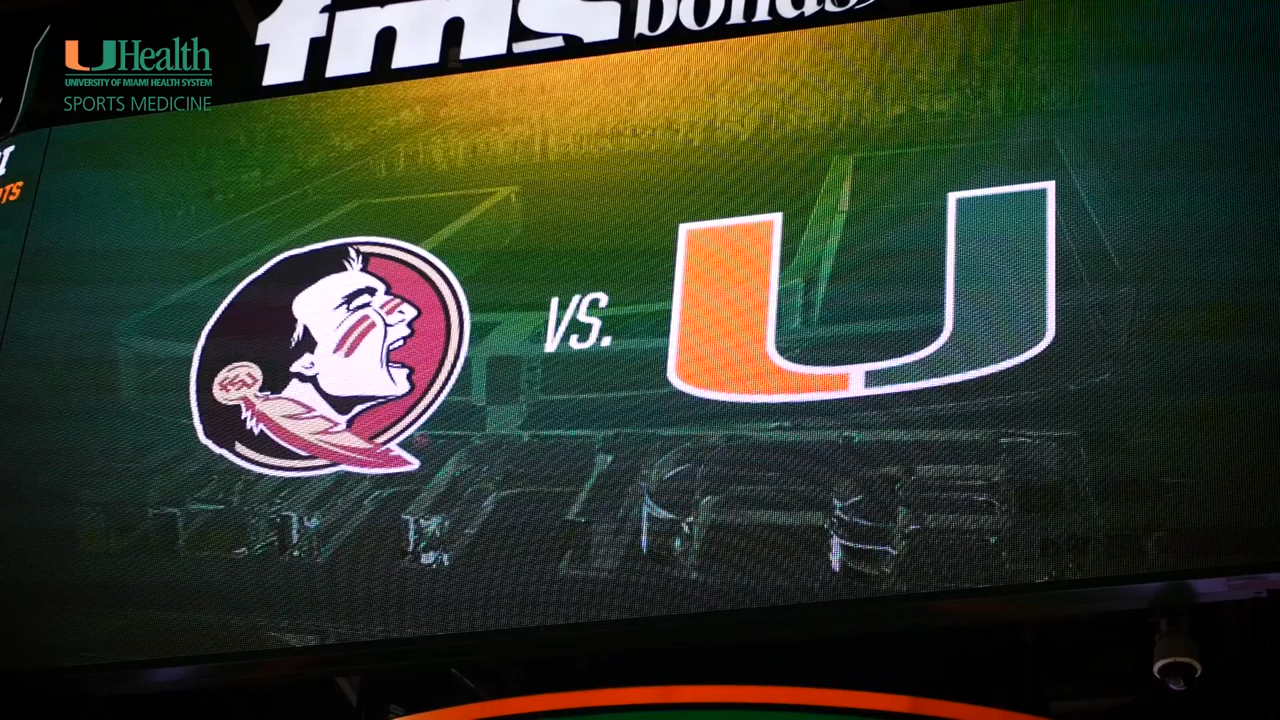 fms bonds
UHealth
UNIVERSITY OF MIAMI HEALTH SYSTEM
SPORTS MEDICINE
VS.
U
FSU